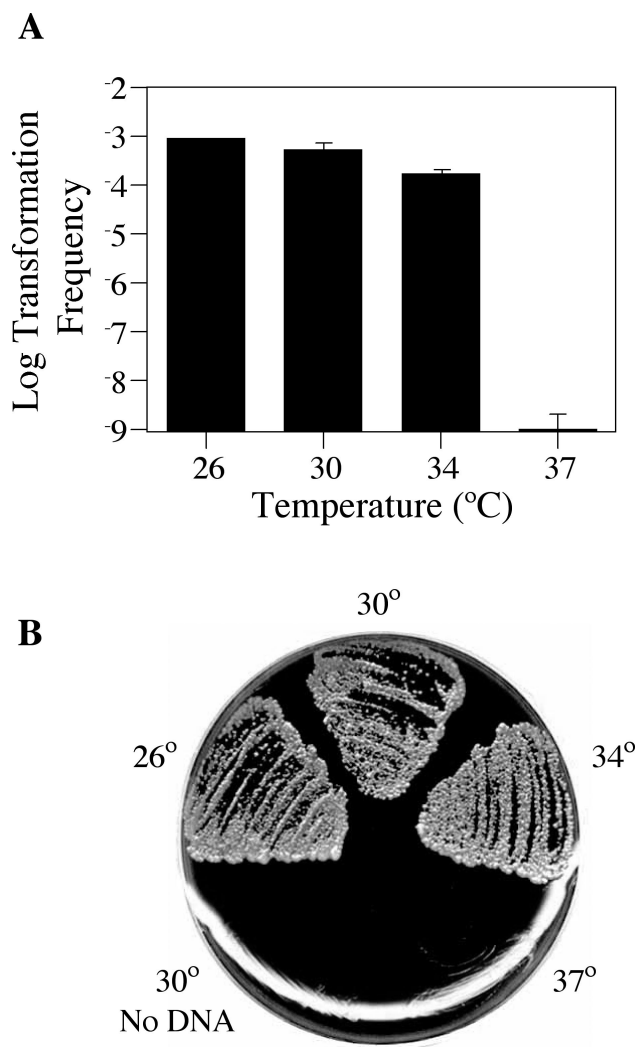 A
-2
-3
-4
-5
-6
-7
-8
-9
Log Transformation
Frequency
26 30 34 37
Temperature (ºC)
B
30º
26º
34º
30º
No DNA
37º